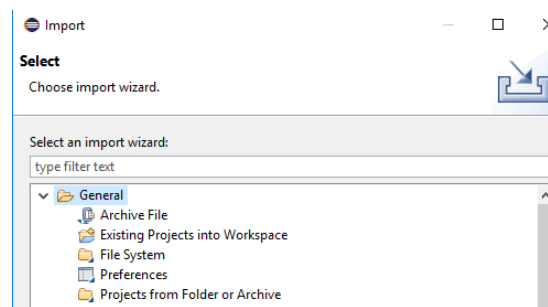 Import
Select
Choose import wizard.
Select an import wizard:
type filter text
General
Archive File
Existing Projects into Workspace
File System
Preferences
Projects from Folder or Archive